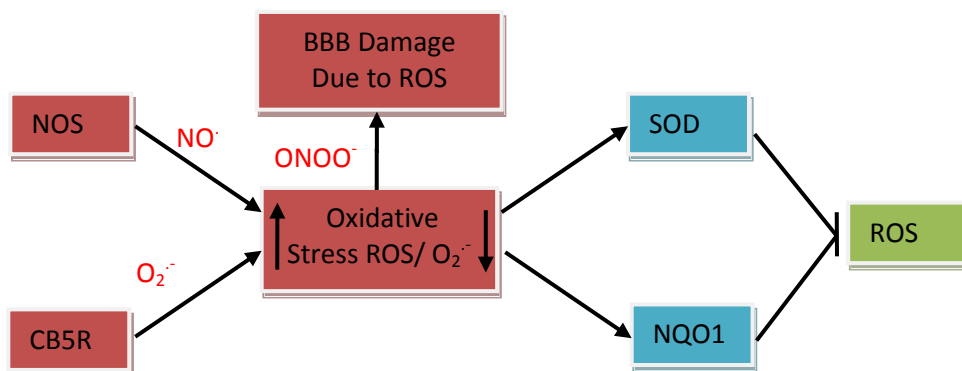 BBB Damage
Due to ROS
NOS
NO˙
ONOO⁻
SOD
Oxidative
Stress ROS/ O₂˙⁻
ROS
O₂˙⁻
CB5R
NQO1